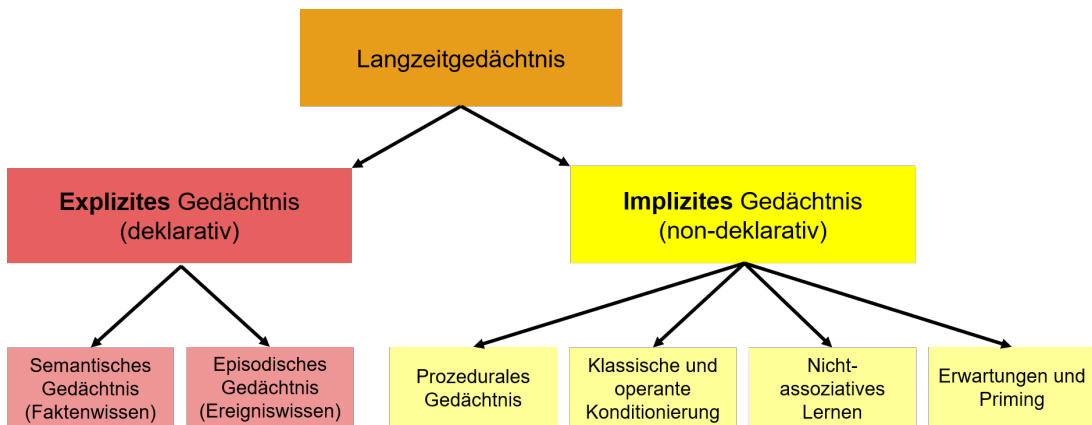 Langzeitgedächtnis
Explizites Gedächtnis
(deklarativ)
Implizites Gedächtnis
(non-deklarativ)
Semantisches
Gedächtnis
(Faktenwissen)
Episodisches
Gedächtnis
(Ereigniswissen)
Prozedurales
Gedächtnis
Klassische und
operante
Konditionierung
Nicht-
assoziatives
Lernen
Erwartungen und
Priming